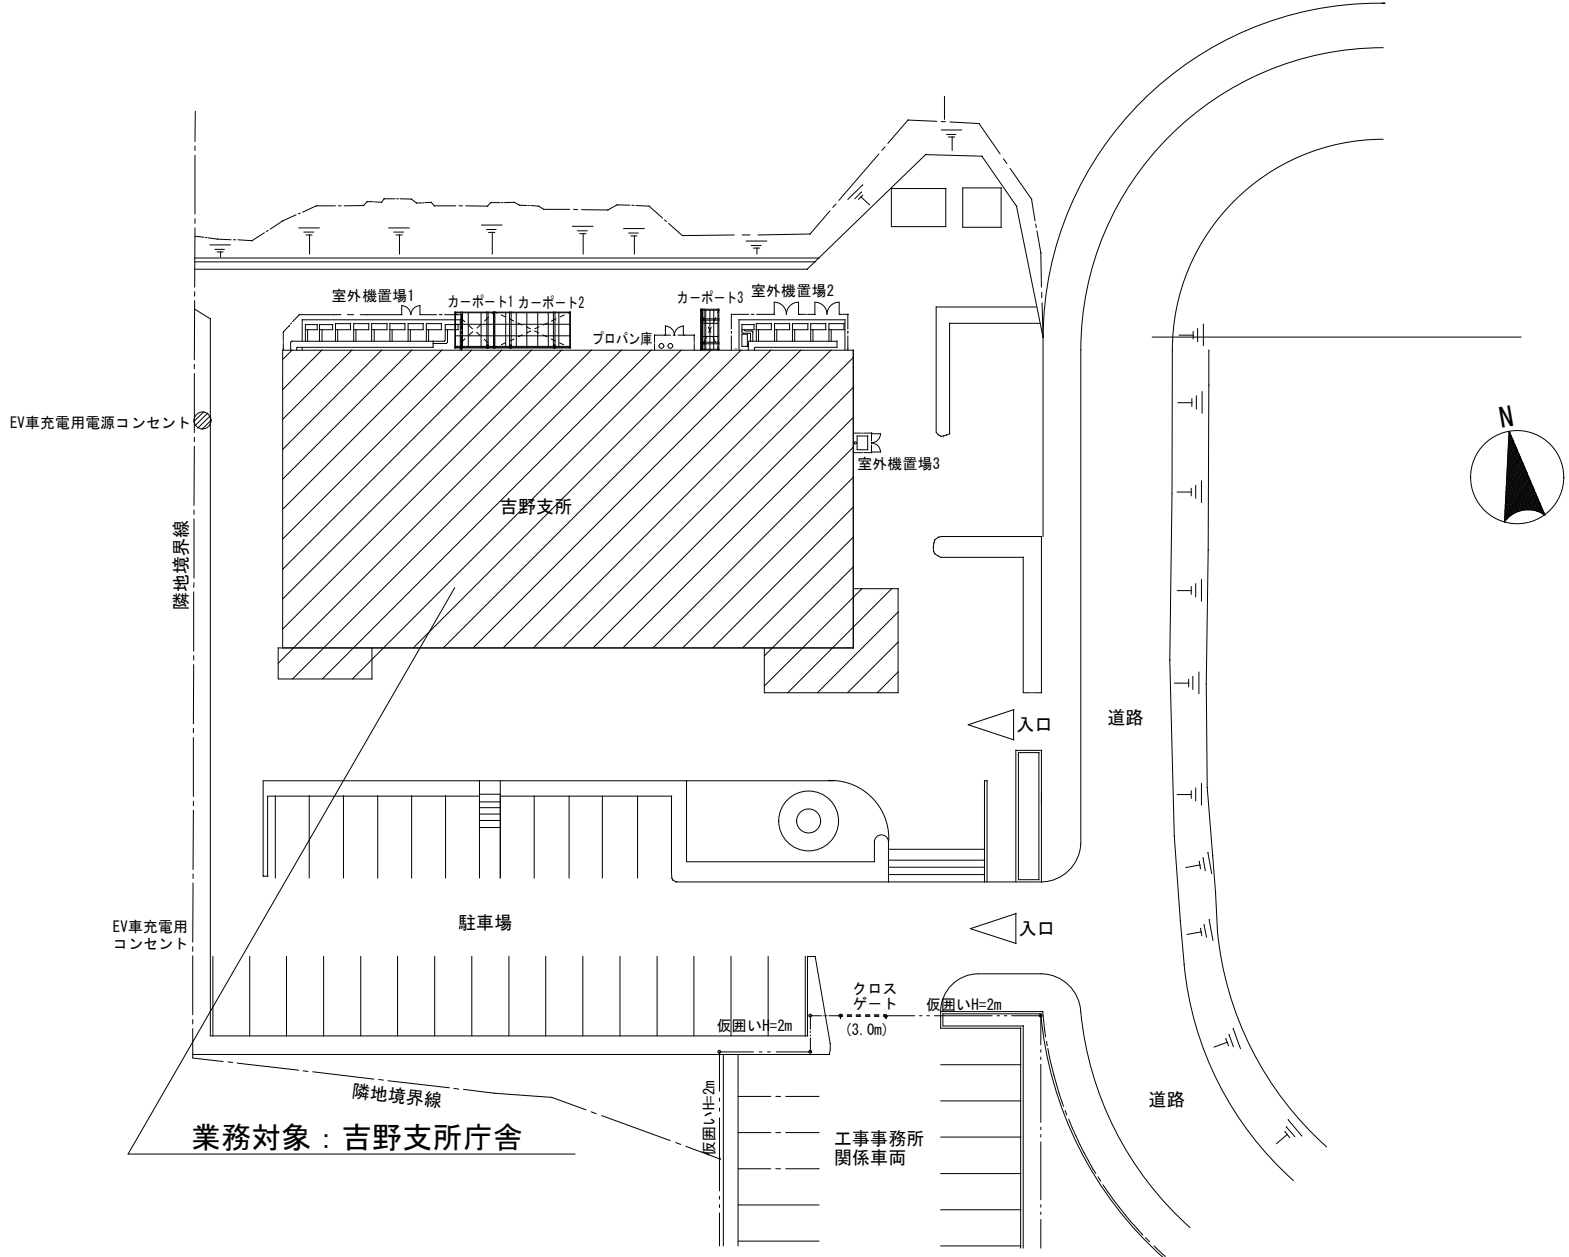 室外機置場1
カーポート1
カーポート2
カーポート3
室外機置場2
プロパン庫
EV車充電用電源コンセント
室外機置場3
N
吉野支所
隣地境界線
入口
道路
EV車充電用
コンセント
駐車場
入口
クロス
ゲート
(3.0m)
仮囲いH=2m
仮囲いH=2m
隣地境界線
仮囲いH=2m
道路
業務対象：吉野支所庁舎
工事事務所
関係車両